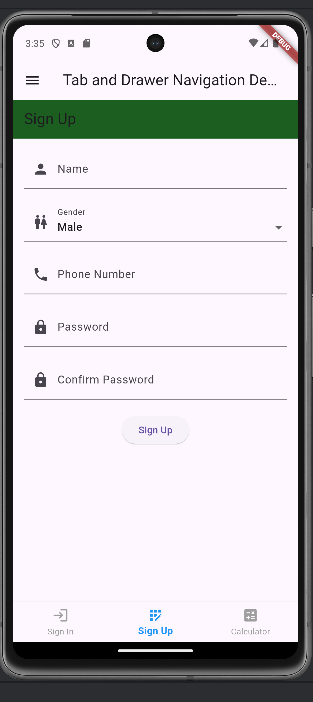 3:35
DEBUG
Tab and Drawer Navigation De...
Sign Up
Name
Gender
Male
Phone Number
Password
Confirm Password
Sign Up
Sign In
Sign Up
Calculator